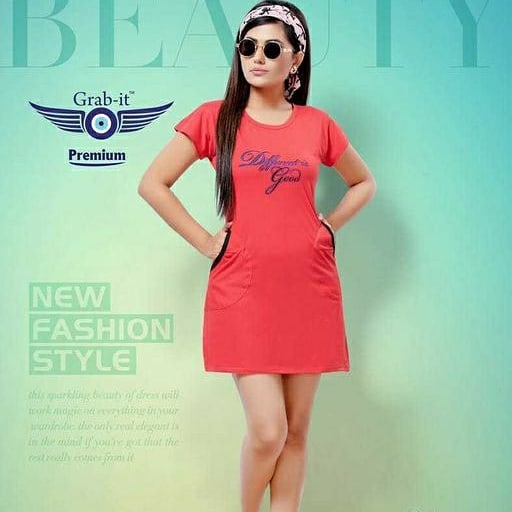 BEAUTY
Grab-it™
Premium
Different is
Good
NEW
FASHION
STYLE
this sparkling beauty of dress will
work magic on everything in your
wardrobe. the only real elegant is
in the mind if you've got that the
rest really comes from it